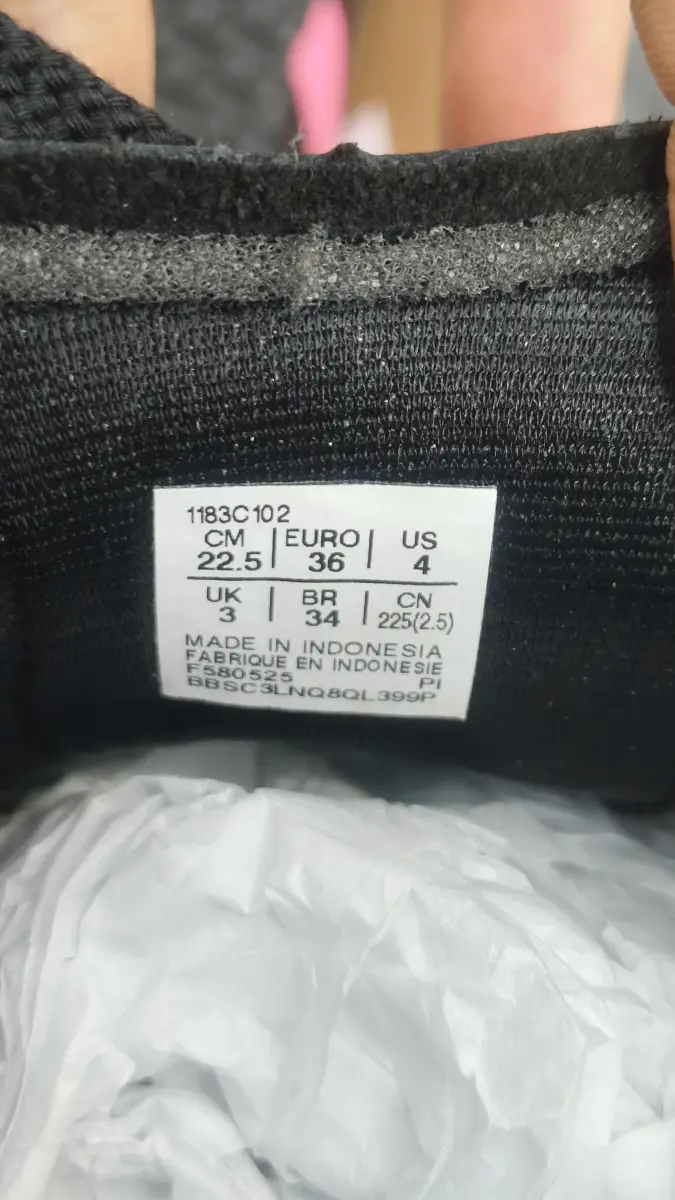 1183C102
CM | EURO | US
22.5 | 36 | 4
UK | BR | CN
3 | 34 | 225(2.5)
MADE IN INDONESIA
FABRIQUE EN INDONESIE
F580525 PI
BBSC3LNQ8QL399P